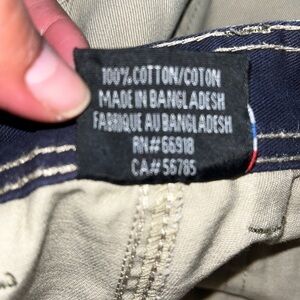 100% COTTON/COTON
MADE IN BANGLADESH
FABRIQUE AU BANGLADESH
RN# 66918
CA# 56785